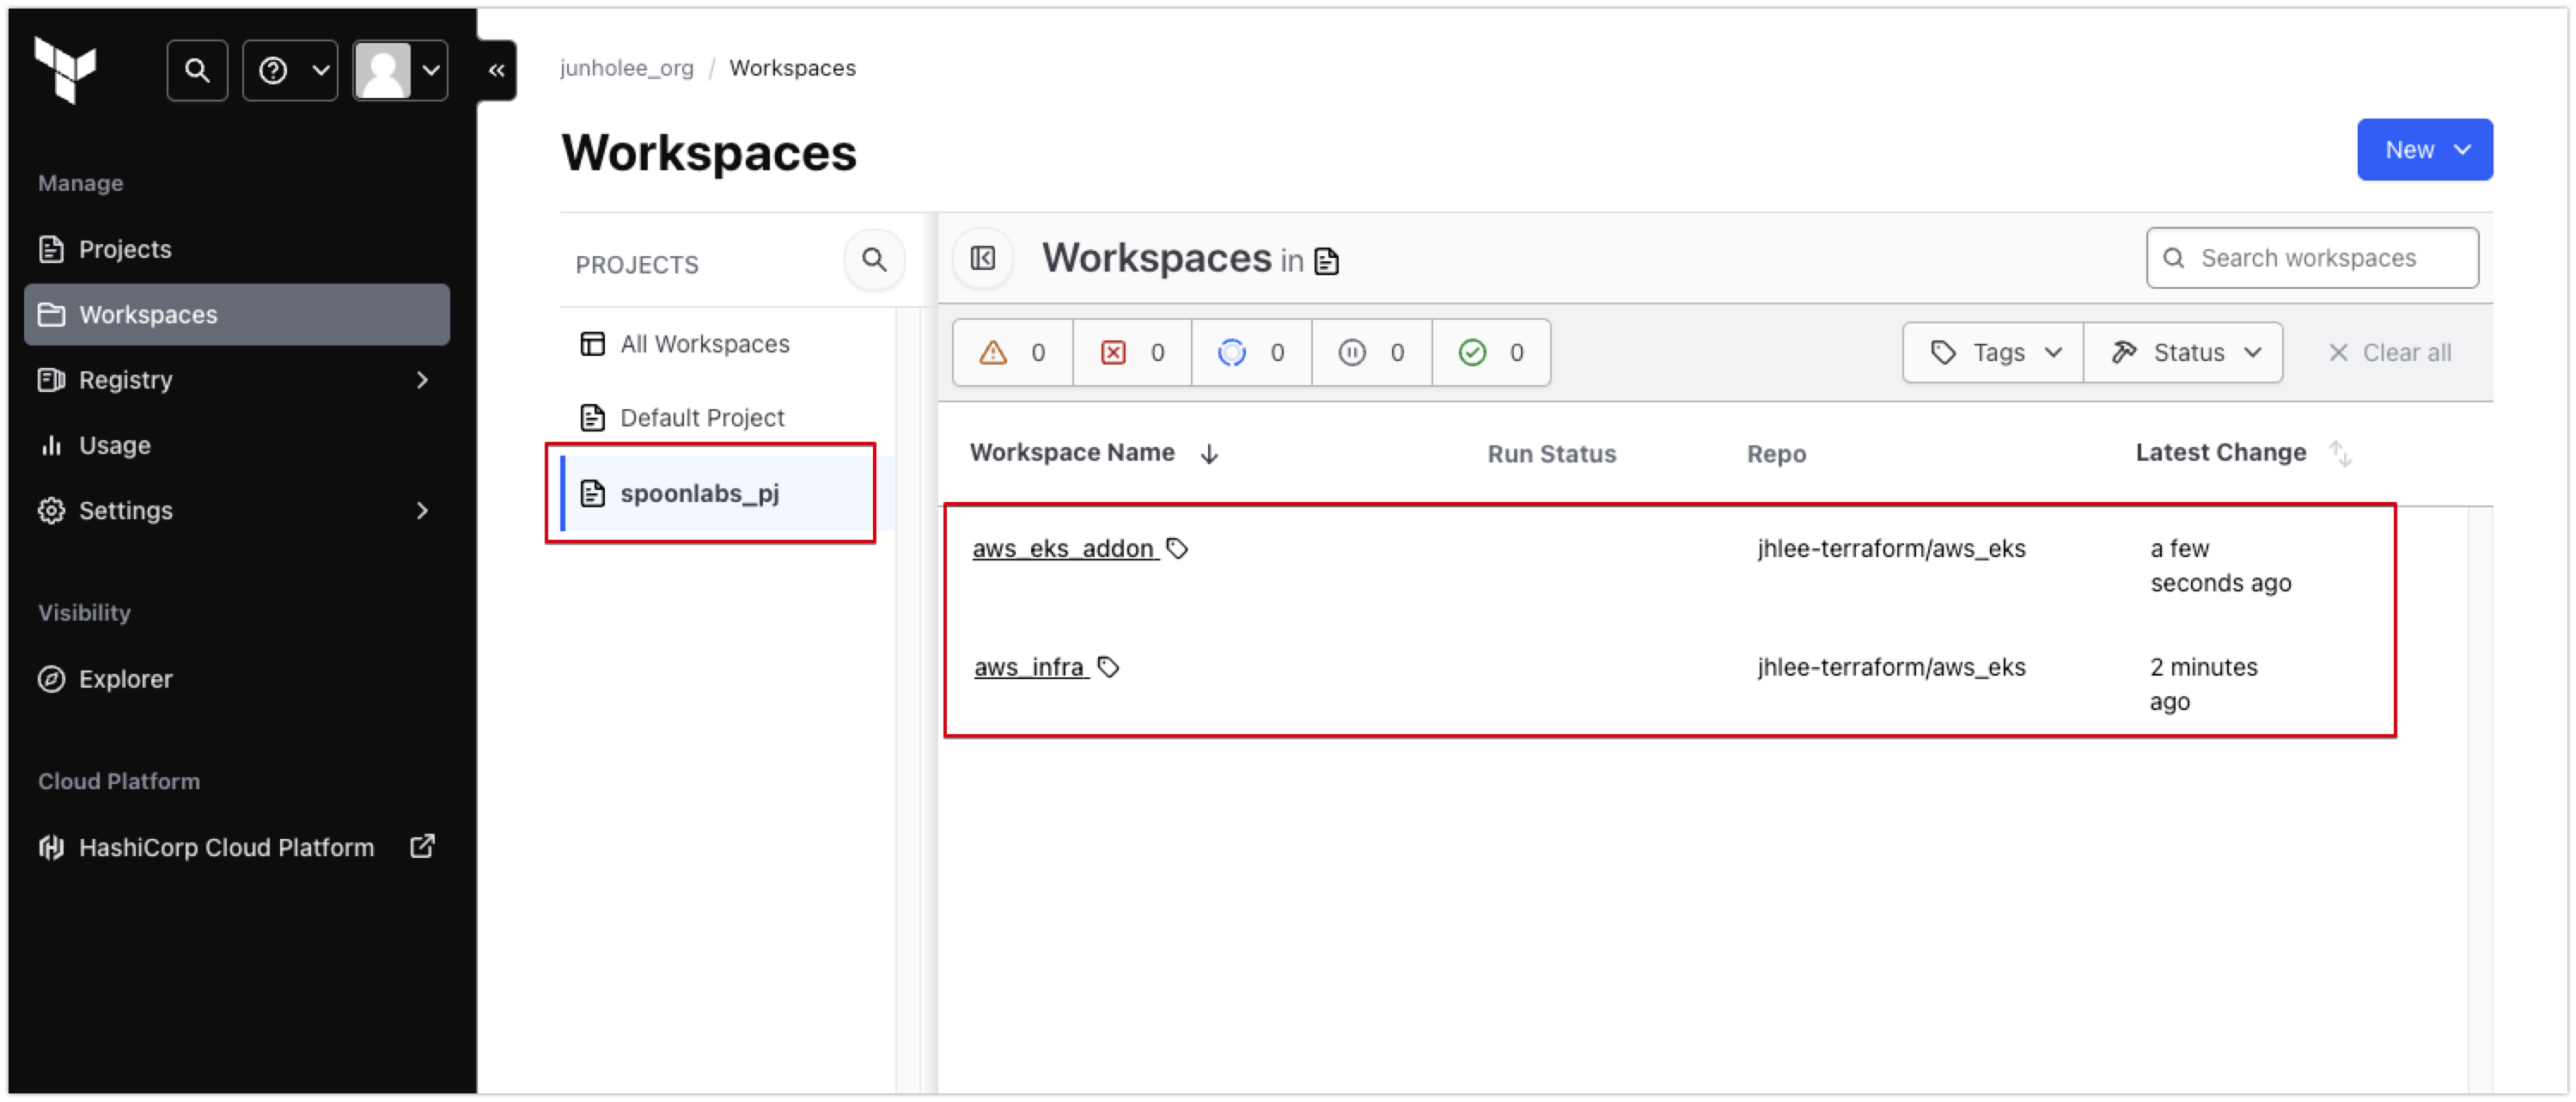 junholee_org / Workspaces
Workspaces
New
Manage
Projects
Workspaces
Registry
Usage
Settings
Visibility
Explorer
Cloud Platform
HashiCorp Cloud Platform
PROJECTS
All Workspaces
Default Project
spoonlabs_pj
Workspaces in
Search workspaces
0 0 0 0 0
Tags Status Clear all
Workspace Name Run Status Repo Latest Change
aws_eks_addon jhlee-terraform/aws_eks a few
seconds ago
aws_infra jhlee-terraform/aws_eks 2 minutes
ago